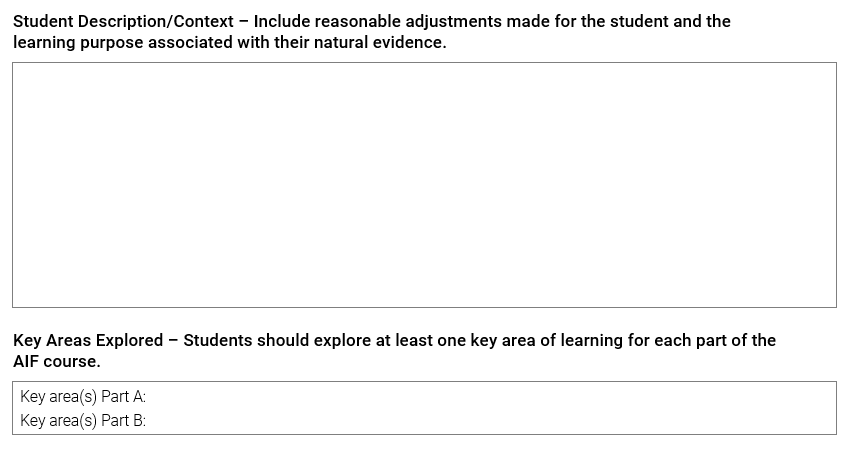 Student Description/Context – Include reasonable adjustments made for the student and the
learning purpose associated with their natural evidence.
Key Areas Explored – Students should explore at least one key area of learning for each part of the
AIF course.
Key area(s) Part A:
Key area(s) Part B: